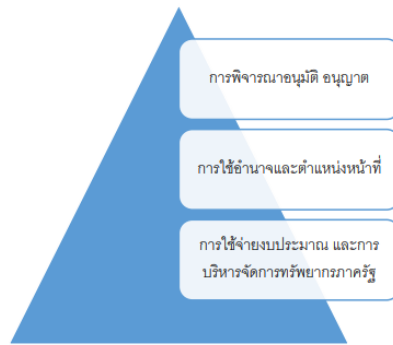 การพิจารณาอนุมัติ อนุญาต
การใช้อำนาจและตำแหน่งหน้าที่
การใช้จ่ายงบประมาณ และการ
บริหารจัดการทรัพยากรภาครัฐ